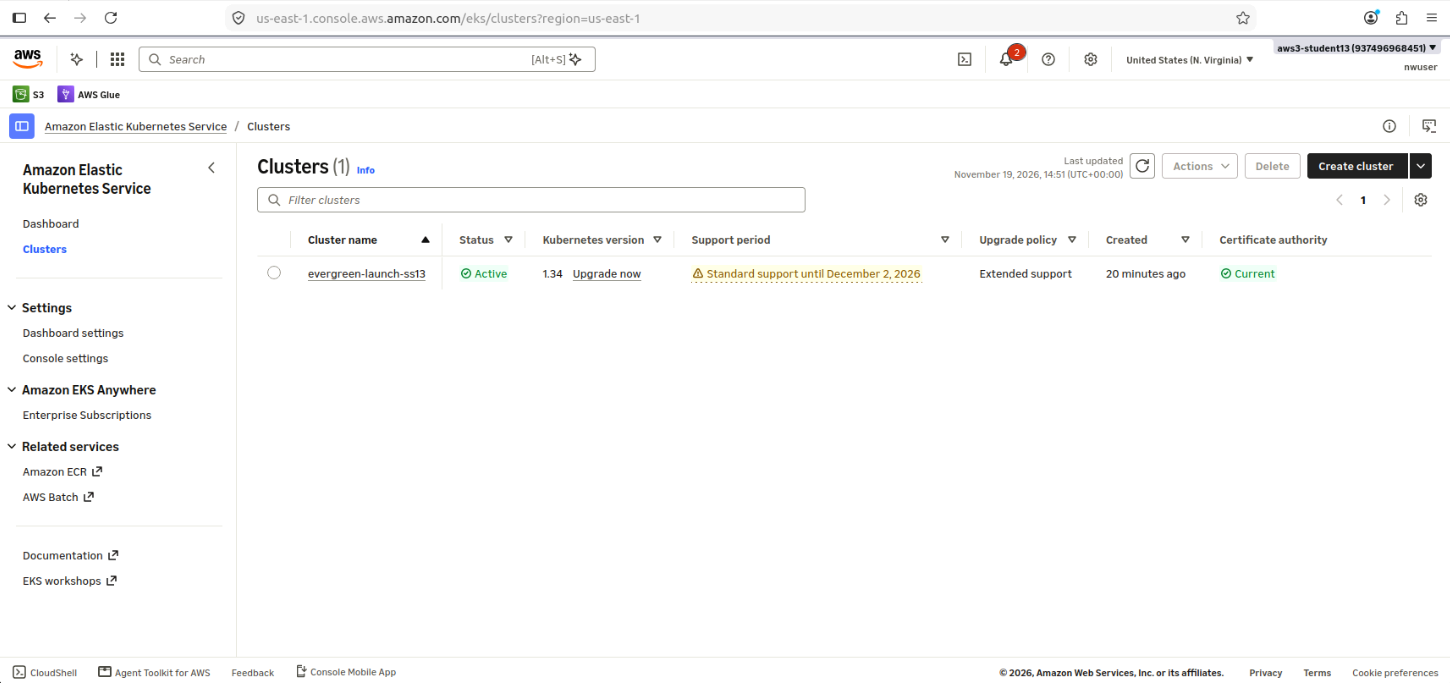 us-east-1.console.aws.amazon.com/eks/clusters?region=us-east-1
aws
Search
[Alt+S]
2
United States (N. Virginia)
aws3-student13 (937496968451)
nwuser
S3
AWS Glue
Amazon Elastic Kubernetes Service / Clusters
Amazon Elastic
Kubernetes Service
Dashboard
Clusters
Settings
Dashboard settings
Console settings
Amazon EKS Anywhere
Enterprise Subscriptions
Related services
Amazon ECR
AWS Batch
Documentation
EKS workshops
Clusters (1) Info
Last updated
November 19, 2026, 14:51 (UTC+00:00)
Actions
Delete
Create cluster
Filter clusters
1
Cluster name Status Kubernetes version Support period Upgrade policy Created Certificate authority
evergreen-launch-ss13 Active 1.34 Upgrade now Standard support until December 2, 2026 Extended support 20 minutes ago Current
CloudShell Agent Toolkit for AWS Feedback Console Mobile App © 2026, Amazon Web Services, Inc. or its affiliates. Privacy Terms Cookie preferences